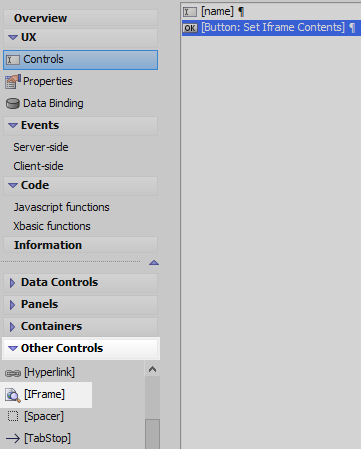 Overview
UX
Controls
Properties
Data Binding
Events
Server-side
Client-side
Code
Javascript functions
Xbasic functions
Information
Data Controls
Panels
Containers
Other Controls
[Hyperlink]
[IFrame]
[Spacer]
[TabStop]
[name] ¶
OK [Button: Set Iframe Contents] ¶